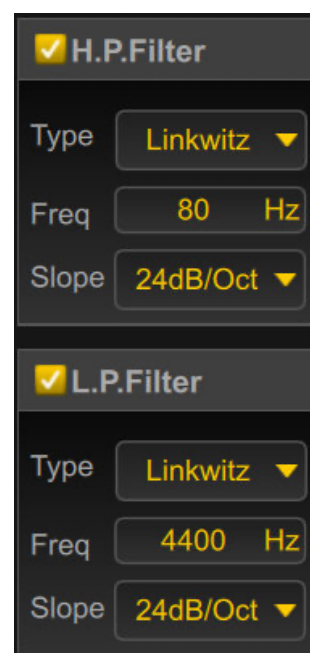 H.P.Filter
Type Linkwitz
Freq 80 Hz
Slope 24dB/Oct
L.P.Filter
Type Linkwitz
Freq 4400 Hz
Slope 24dB/Oct